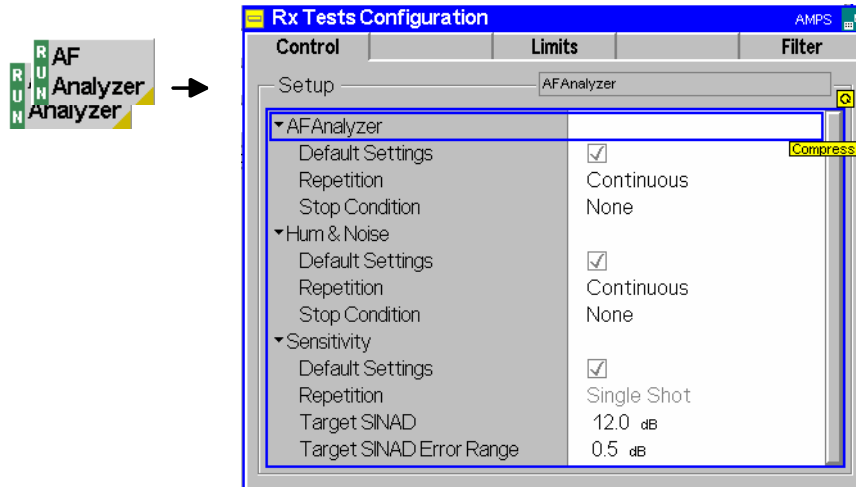 RUN AF Analyzer
RUN Analyzer
Rx Tests Configuration AMPS
Control Limits Filter
Setup AFAnalyzer
AFAnalyzer
Compress
Default Settings
Repetition Continuous
Stop Condition None
Hum & Noise
Default Settings
Repetition Continuous
Stop Condition None
Sensitivity
Default Settings
Repetition Single Shot
Target SINAD 12.0 dB
Target SINAD Error Range 0.5 dB